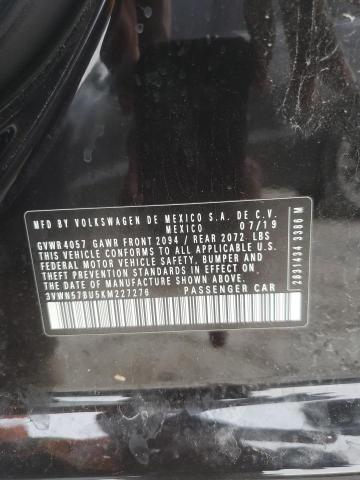 MFD BY VOLKSWAGEN DE MEXICO S.A. DE C.V.
MEXICO 07/19
GVWR 4057 GAWR FRONT 2094 / REAR 2072 LBS
THIS VEHICLE CONFORMS TO ALL APPLICABLE U.S.
FEDERAL MOTOR VEHICLE SAFETY, BUMPER AND
THEFT PREVENTION STANDARDS IN EFFECT ON
THE DATE OF MANUFACTURE SHOWN ABOVE.
3VWN57BU5KM227276 PASSENGER CAR
2831434 3386 M